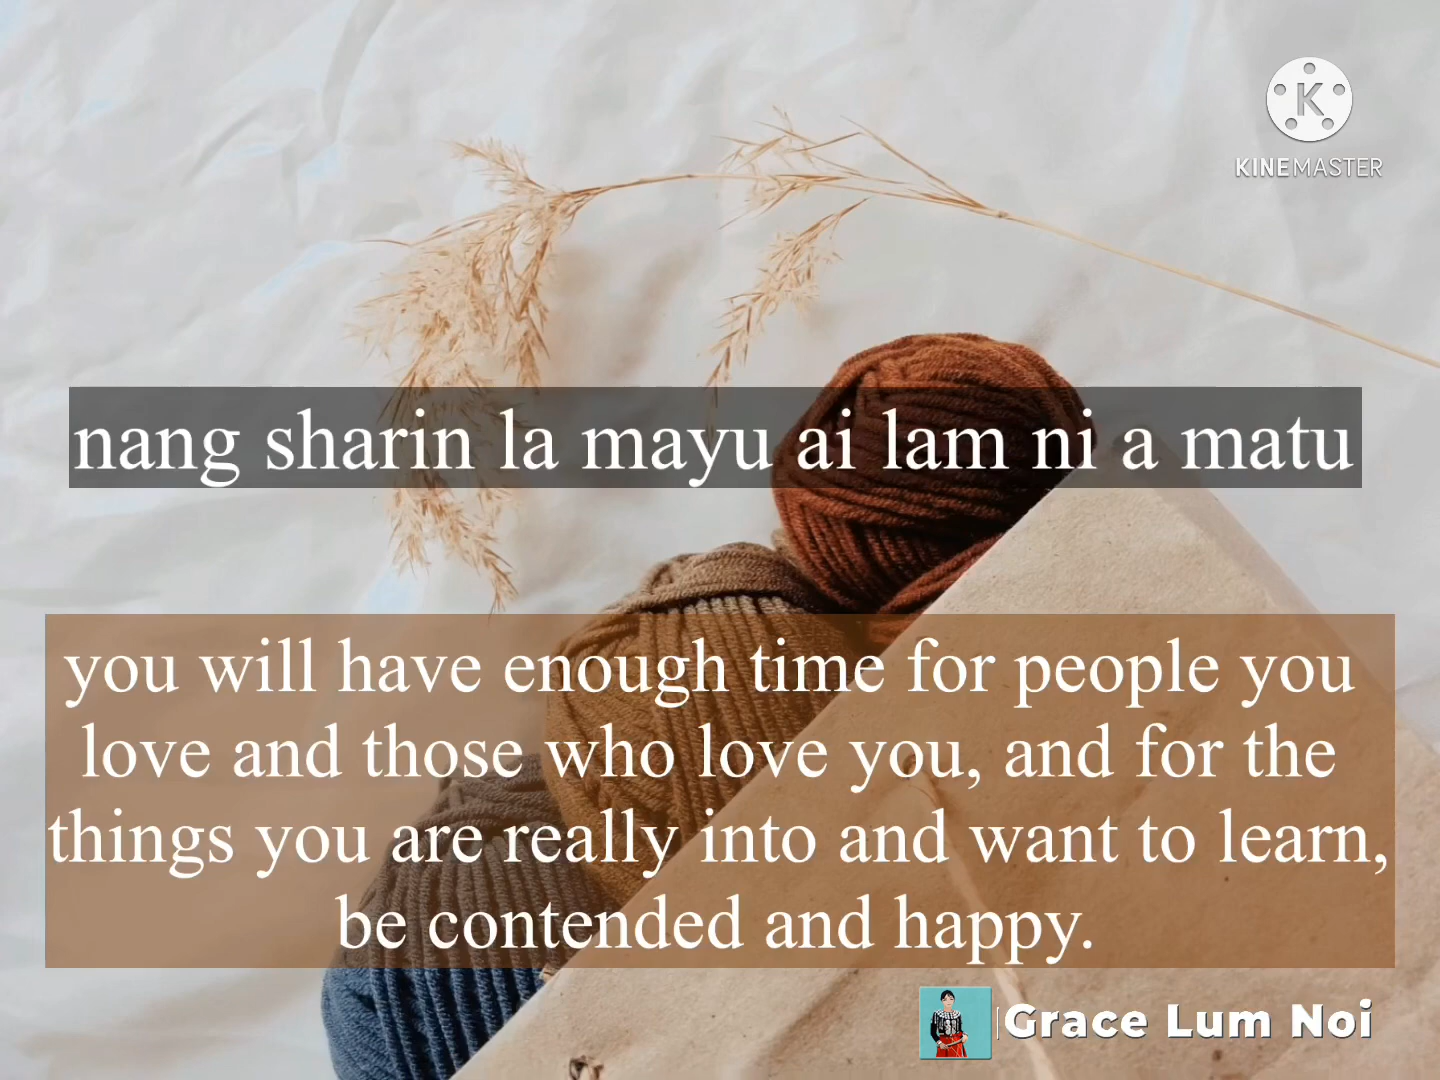 K
KINEMASTER
nang sharin la mayu ai lam ni a matu
you will have enough time for people you
love and those who love you, and for the
things you are really into and want to learn,
be contended and happy.
Grace Lum Noi